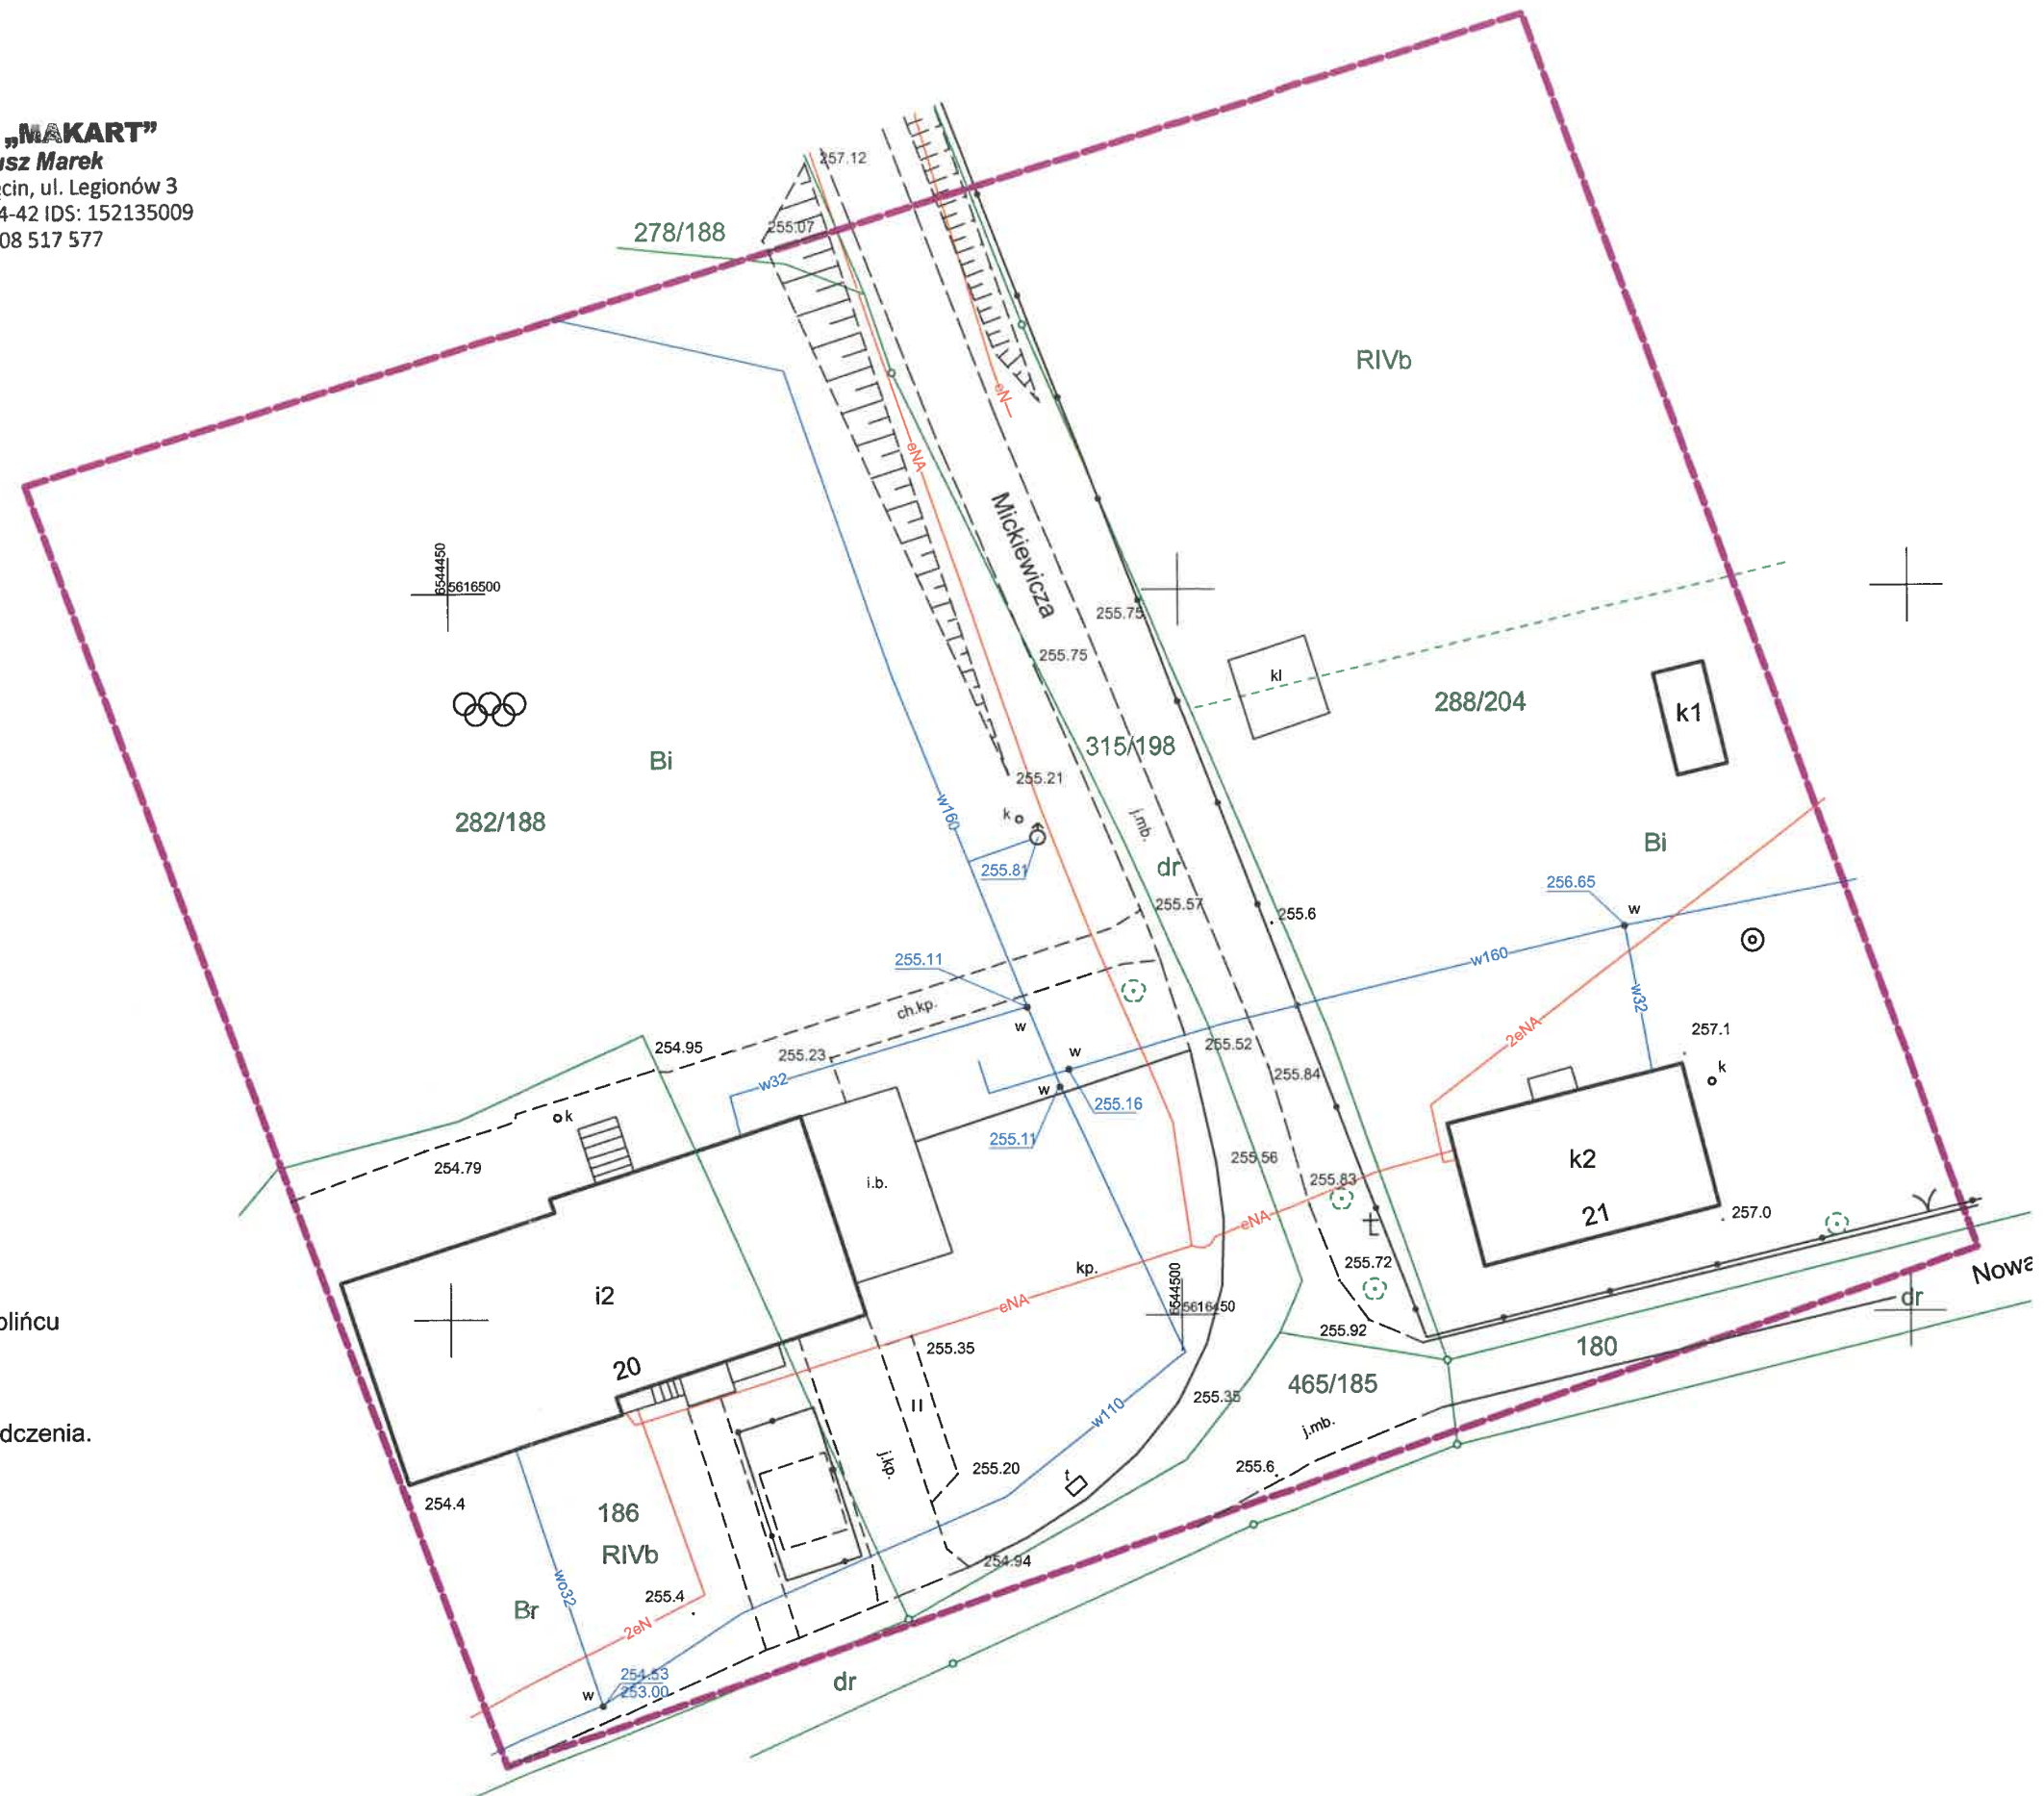 „MAKART”
usz Marek
cin, ul. Legionów 3
4-42 IDS: 152135009
08 517 577
257.12
255.07
278/188
RIVb
eN
eNA
Mickiewicza
6544450
5616500
255.75
255.75
kl
288/204
k1
315/198
Bi
255.21
w160
282/188
k
j.mb.
255.81
dr
Bi
256.65
w
255.57
255.6
255.11
w160
w32
ch.kp.
w
2eNA
257.1
254.95
255.23
w
255.52
k
w32
w
255.84
255.16
k
255.11
254.79
255.56
k2
i.b.
255.83
21
257.0
eNA
t
255.72
kp.
6544500
5616450
Nowa
dr
i2
eNA
olińcu
255.92
180
255.35
20
465/185
255.35
II
w110
j.mb.
dczenia.
j.kp.
255.20
255.6
t
254.4
186
RIVb
254.94
wo32
255.4
Br
2eN
254.53
253.00
w
dr